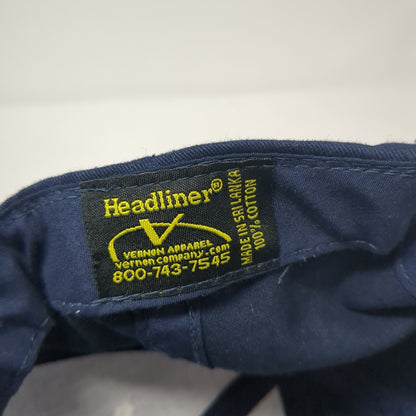 Headliner®
VERNON APPAREL
vernoncompany.com
800-743-7545
MADE IN SRI LANKA
100% COTTON